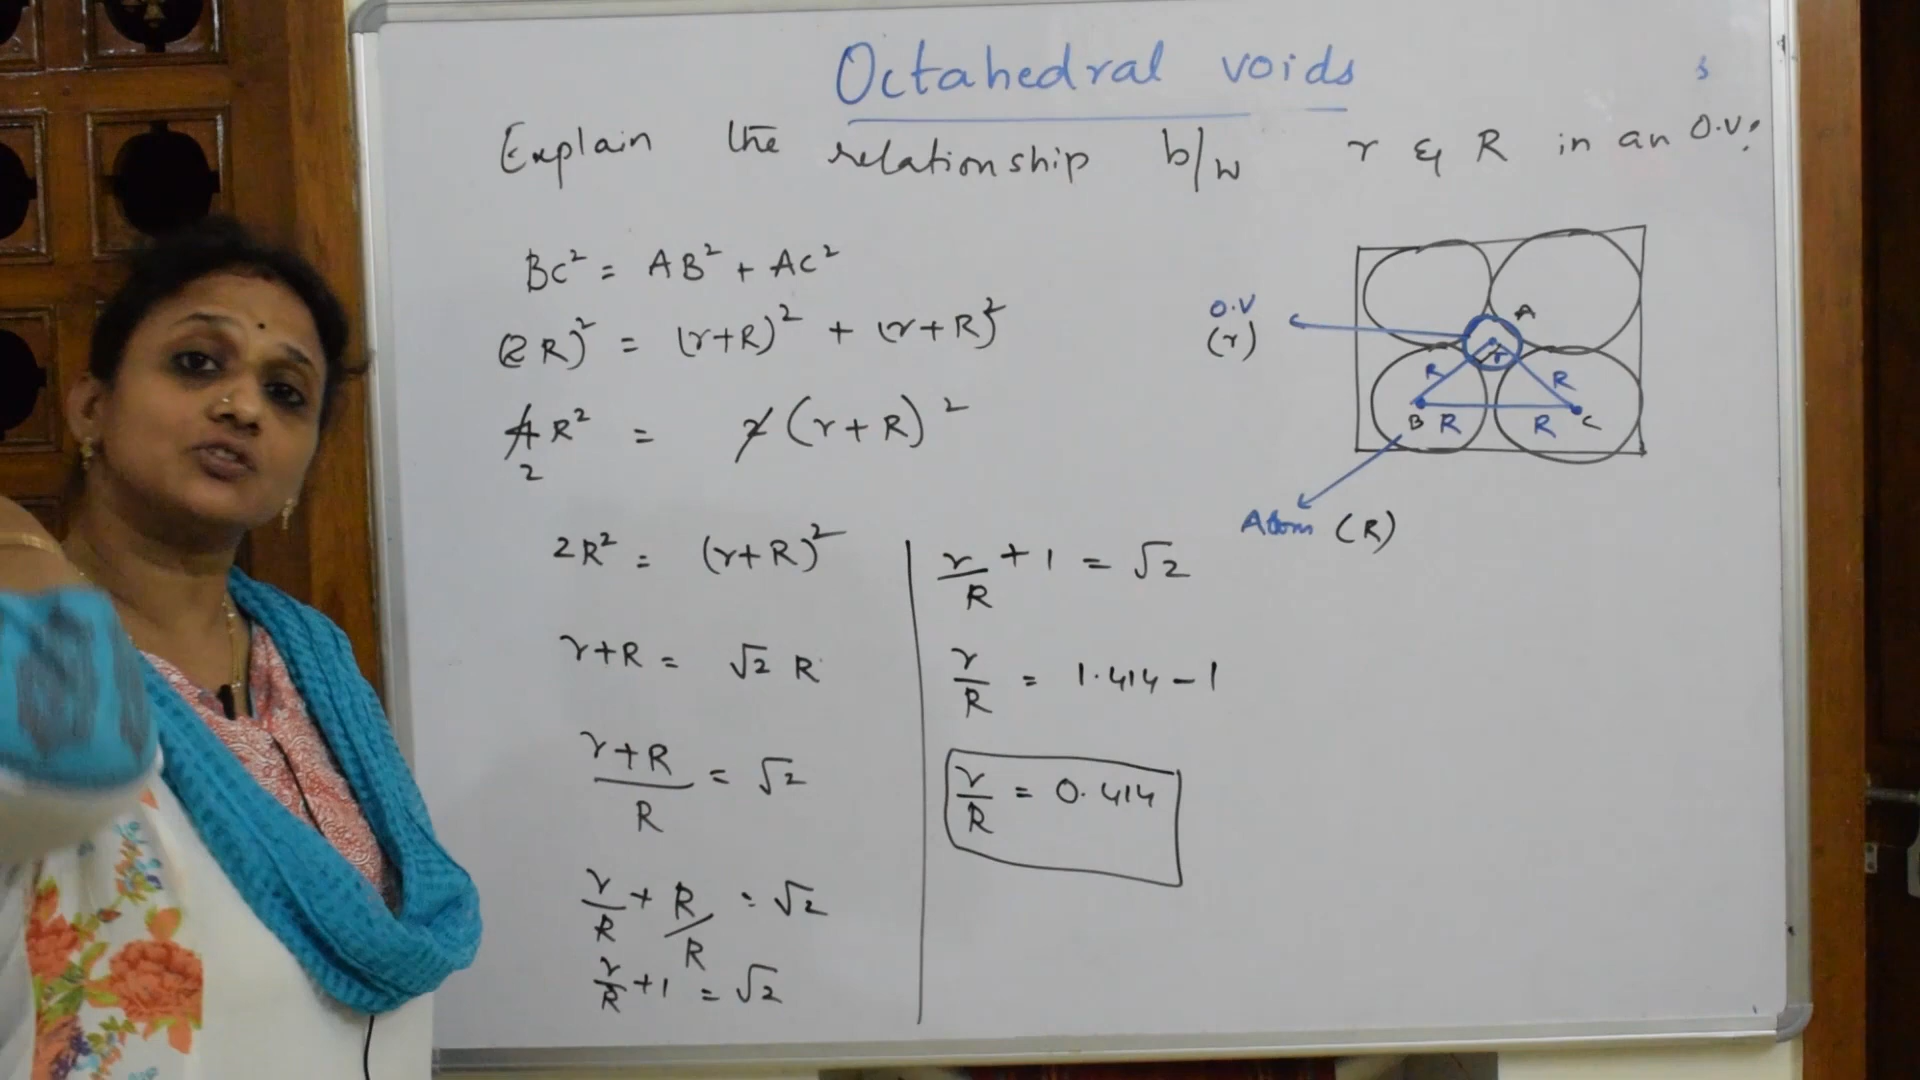 Octahedral voids
Explain the relationship b/w r & R in an O.V?
BC² = AB² + AC²
(2R)² = (r+R)² + (r+R)²
4R² = 2(r+R)²
2
2R² = (r+R)²
r+R = √2 R
r+R/R = √2
r/R + R/R = √2
r/R +1 = √2
r/R + 1 = √2
r/R = 1.414 - 1
r/R = 0.414
O.V
(r)
A
r
R
R
B R
R C
Atom (R)